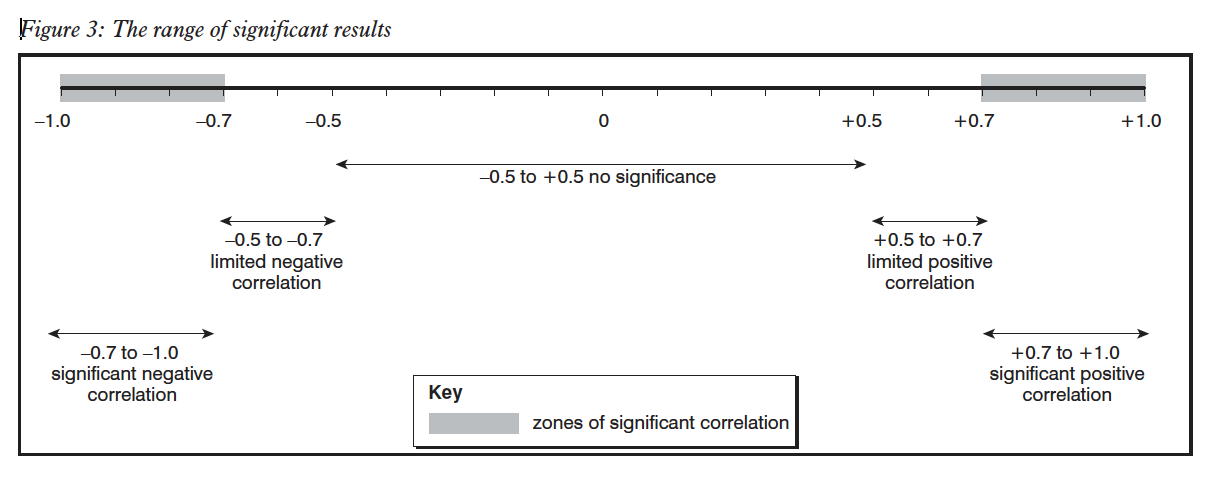 Figure 3: The range of significant results
–1.0 –0.7 –0.5 0 +0.5 +0.7 +1.0
–0.5 to +0.5 no significance
–0.5 to –0.7
limited negative
correlation
+0.5 to +0.7
limited positive
correlation
–0.7 to –1.0
significant negative
correlation
+0.7 to +1.0
significant positive
correlation
Key
zones of significant correlation